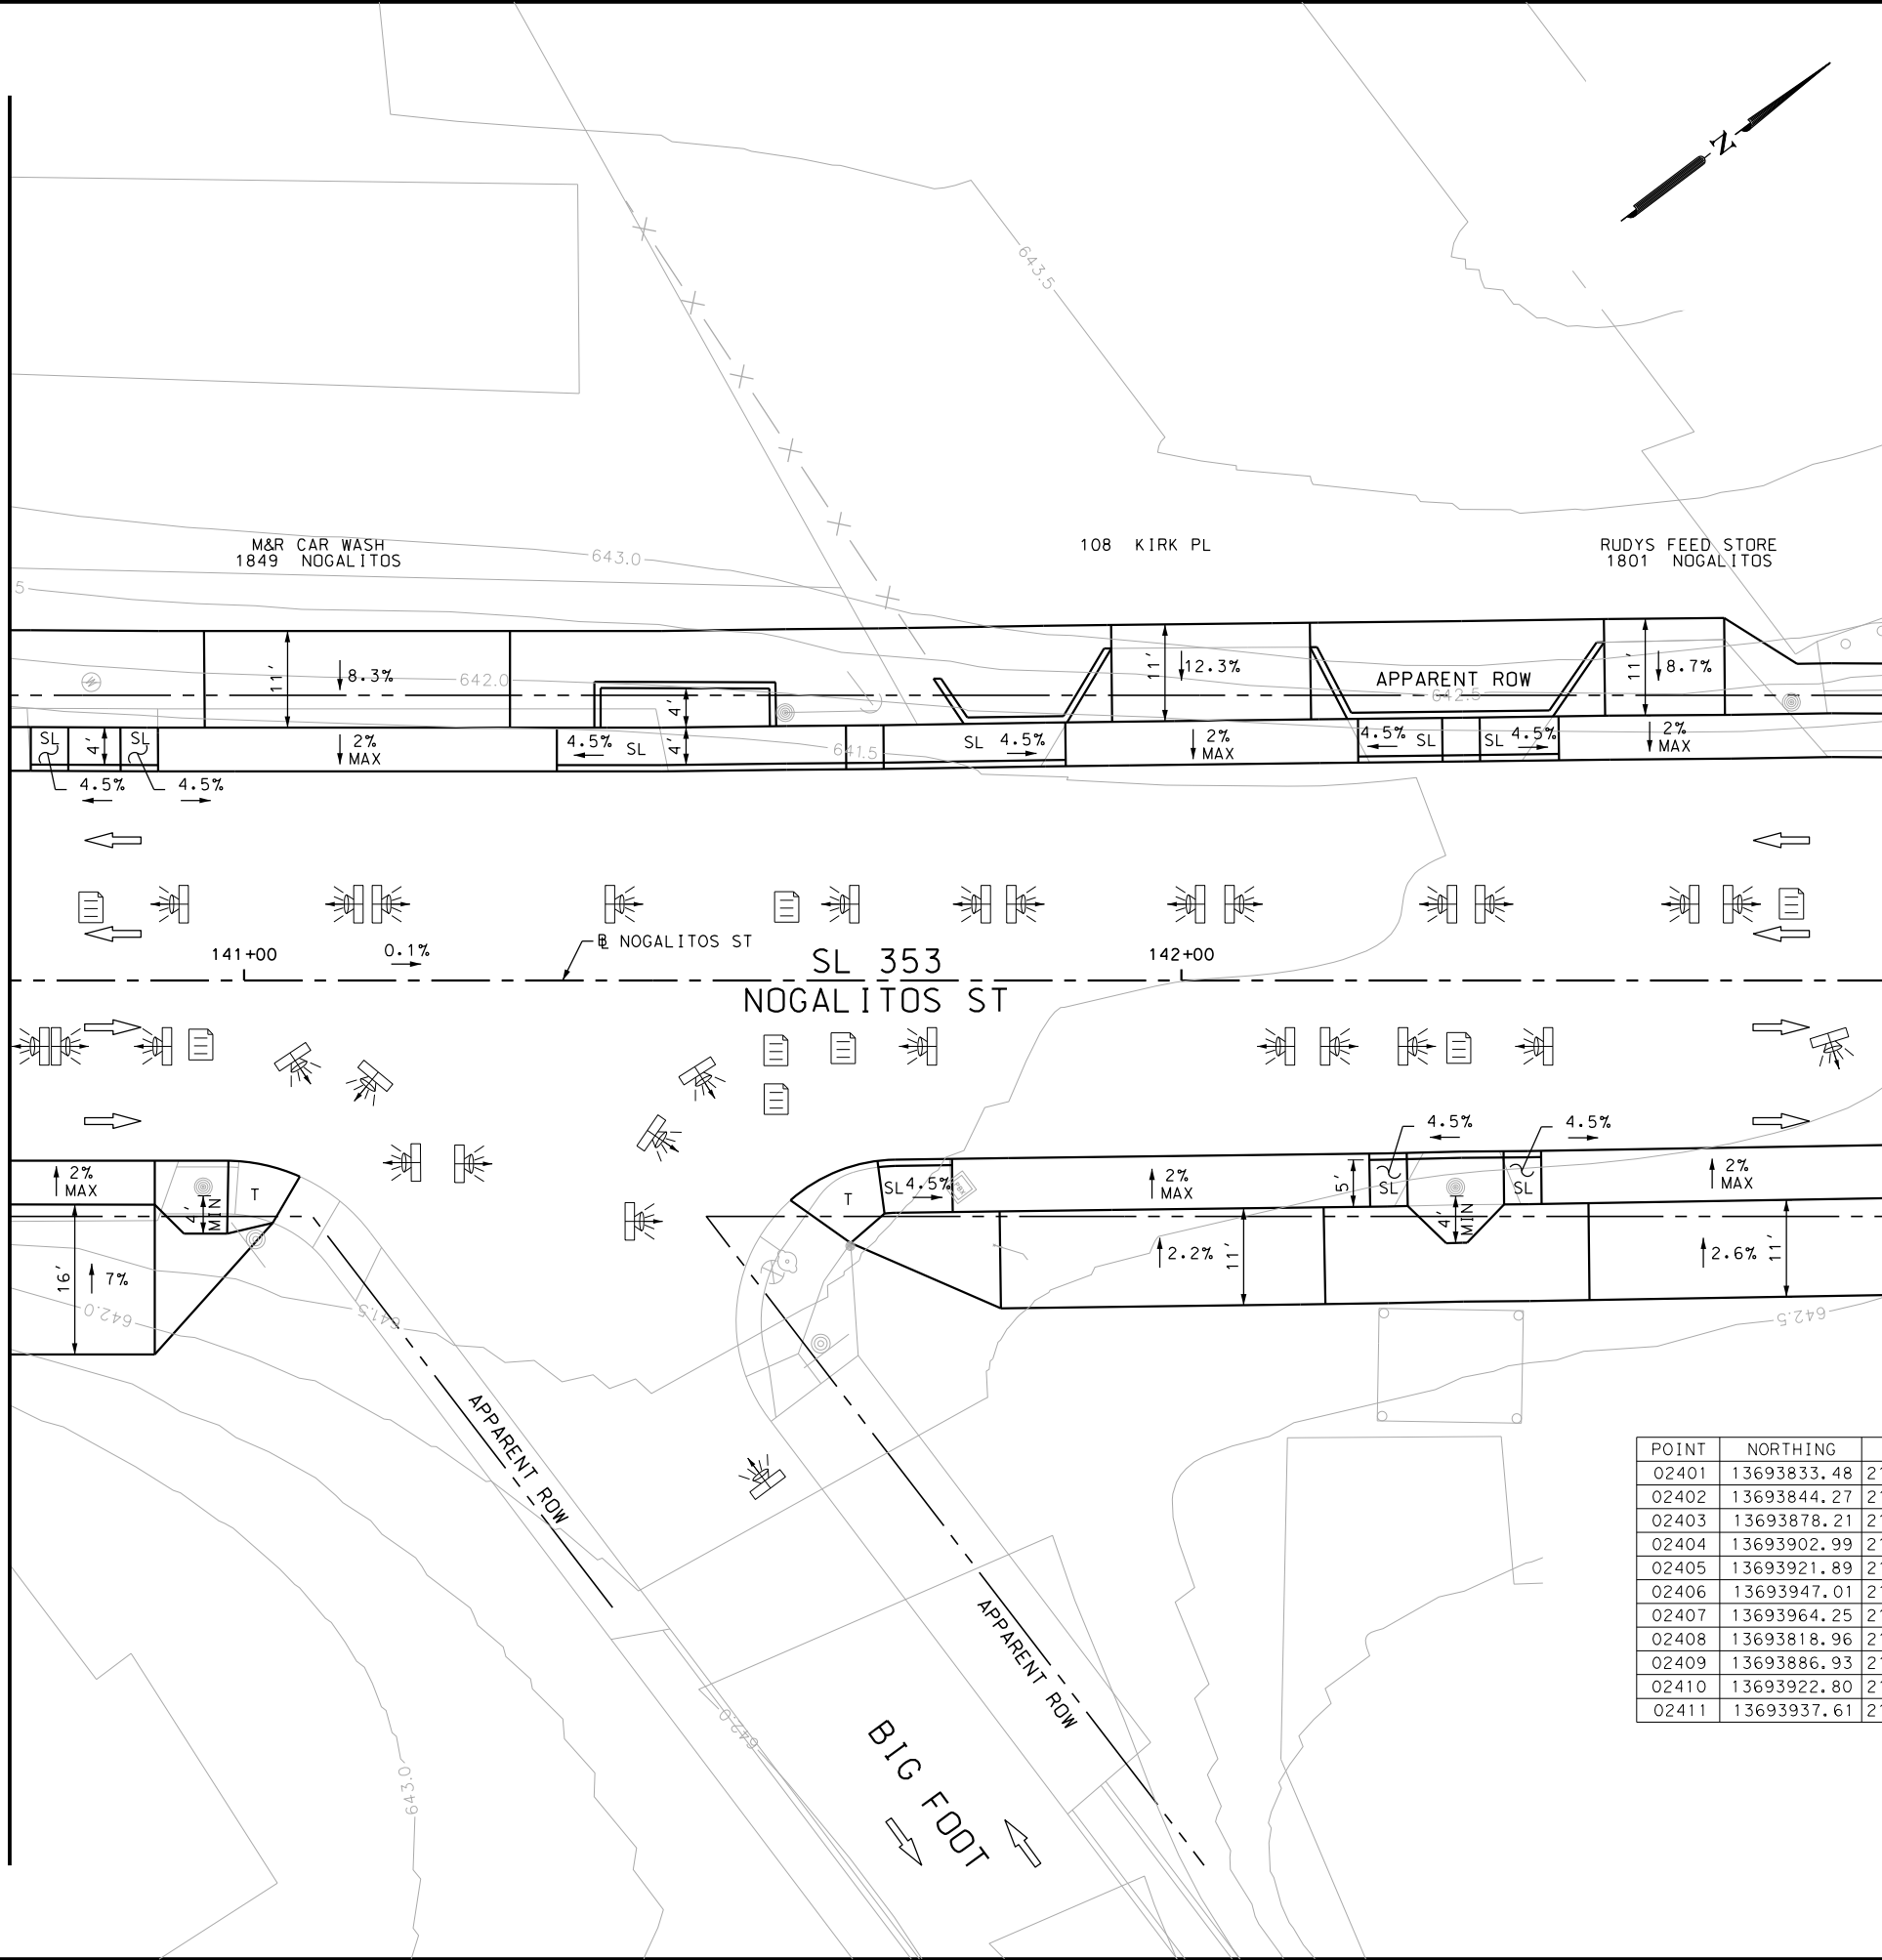 N
643.5
M&R CAR WASH
1849 NOGALITOS
643.0
108 KIRK PL
RUDYS FEED STORE
1801 NOGALITOS
5
11'
8.3%
642.0
4'
11'
12.3%
APPARENT ROW
642.5
11'
8.7%
SL
4'
SL
2%
MAX
4.5%
SL
4'
641.5
SL
4.5%
2%
MAX
4.5%
SL
SL
4.5%
2%
MAX
4.5%
4.5%
141+00
0.1%
NOGALITOS ST
SL 353
142+00
NOGALITOS ST
4.5%
4.5%
2%
MAX
4'
MIN
T
T
SL
4.5%
2%
MAX
5'
SL
SL
4'
MIN
2%
MAX
16'
7%
2.2%
11'
2.6%
11'
642.0
641.5
642.5
APPARENT ROW
APPARENT ROW
642.0
643.0
BIG FOOT
POINT NORTHING
02401 13693833.48
02402 13693844.27
02403 13693878.21
02404 13693902.99
02405 13693921.89
02406 13693947.01
02407 13693964.25
02408 13693818.96
02409 13693886.93
02410 13693922.80
02411 13693937.61